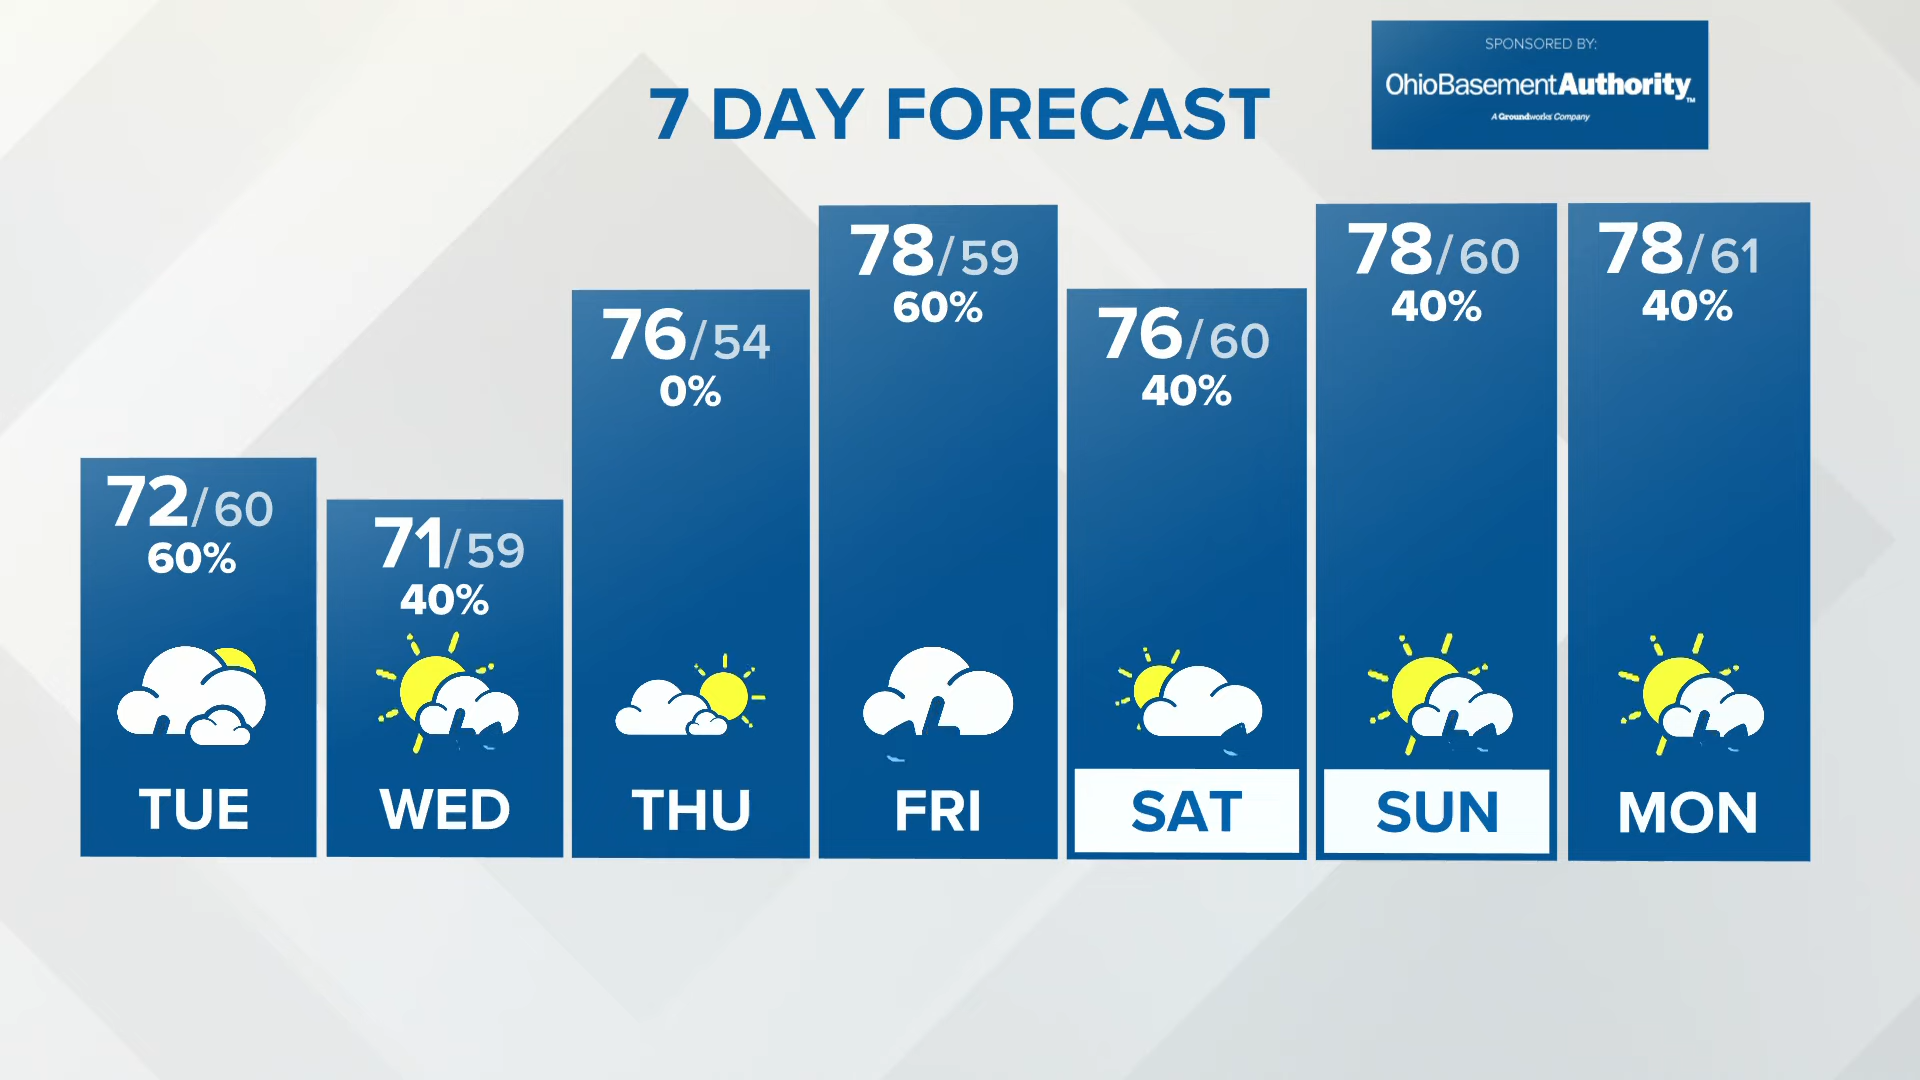 SPONSORED BY:
OhioBasementAuthority™
A Groundworks Company
7 DAY FORECAST
72/60
60%
TUE
71/59
40%
WED
76/54
0%
THU
78/59
60%
FRI
76/60
40%
SAT
78/60
40%
SUN
78/61
40%
MON